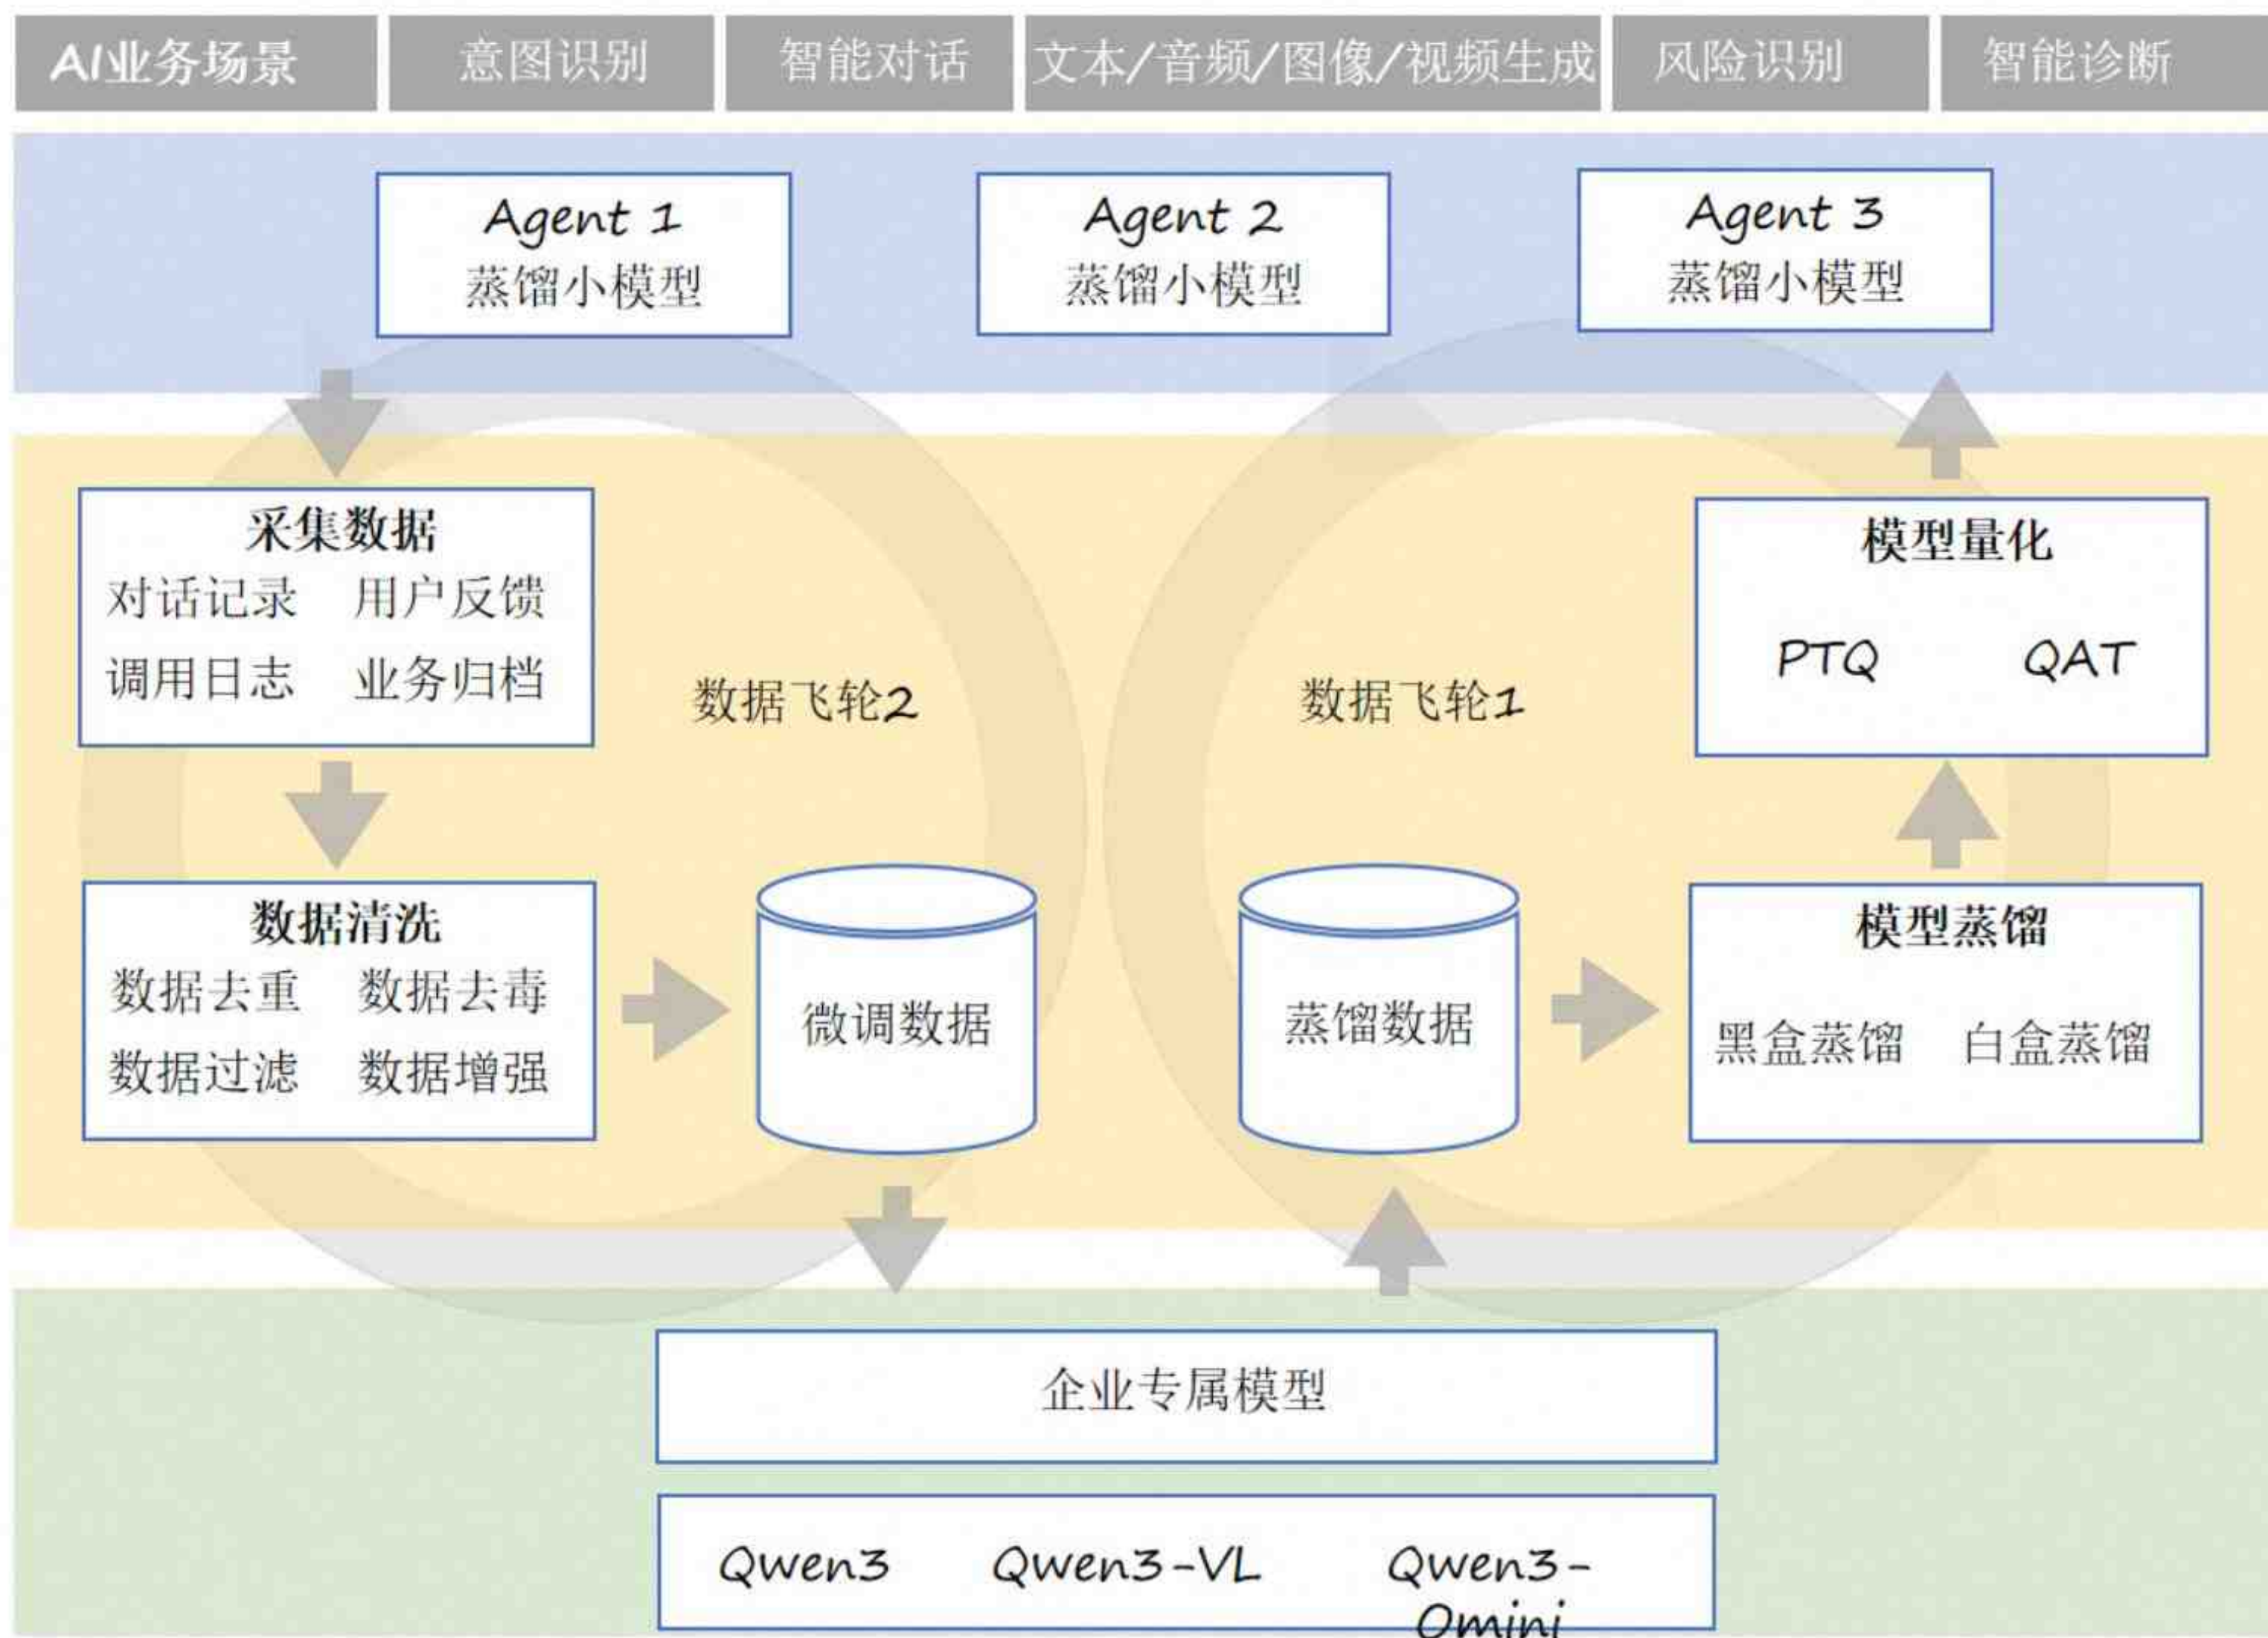 AI业务场景 意图识别 智能对话 文本/音频/图像/视频生成 风险识别 智能诊断
Agent 1
蒸馏小模型
Agent 2
蒸馏小模型
Agent 3
蒸馏小模型
采集数据
对话记录 用户反馈
调用日志 业务归档
数据清洗
数据去重 数据去毒
数据过滤 数据增强
数据飞轮2
微调数据
数据飞轮1
蒸馏数据
模型量化
PTQ QAT
模型蒸馏
黑盒蒸馏 白盒蒸馏
企业专属模型
Qwen3 Qwen3-VL Qwen3-
Omini